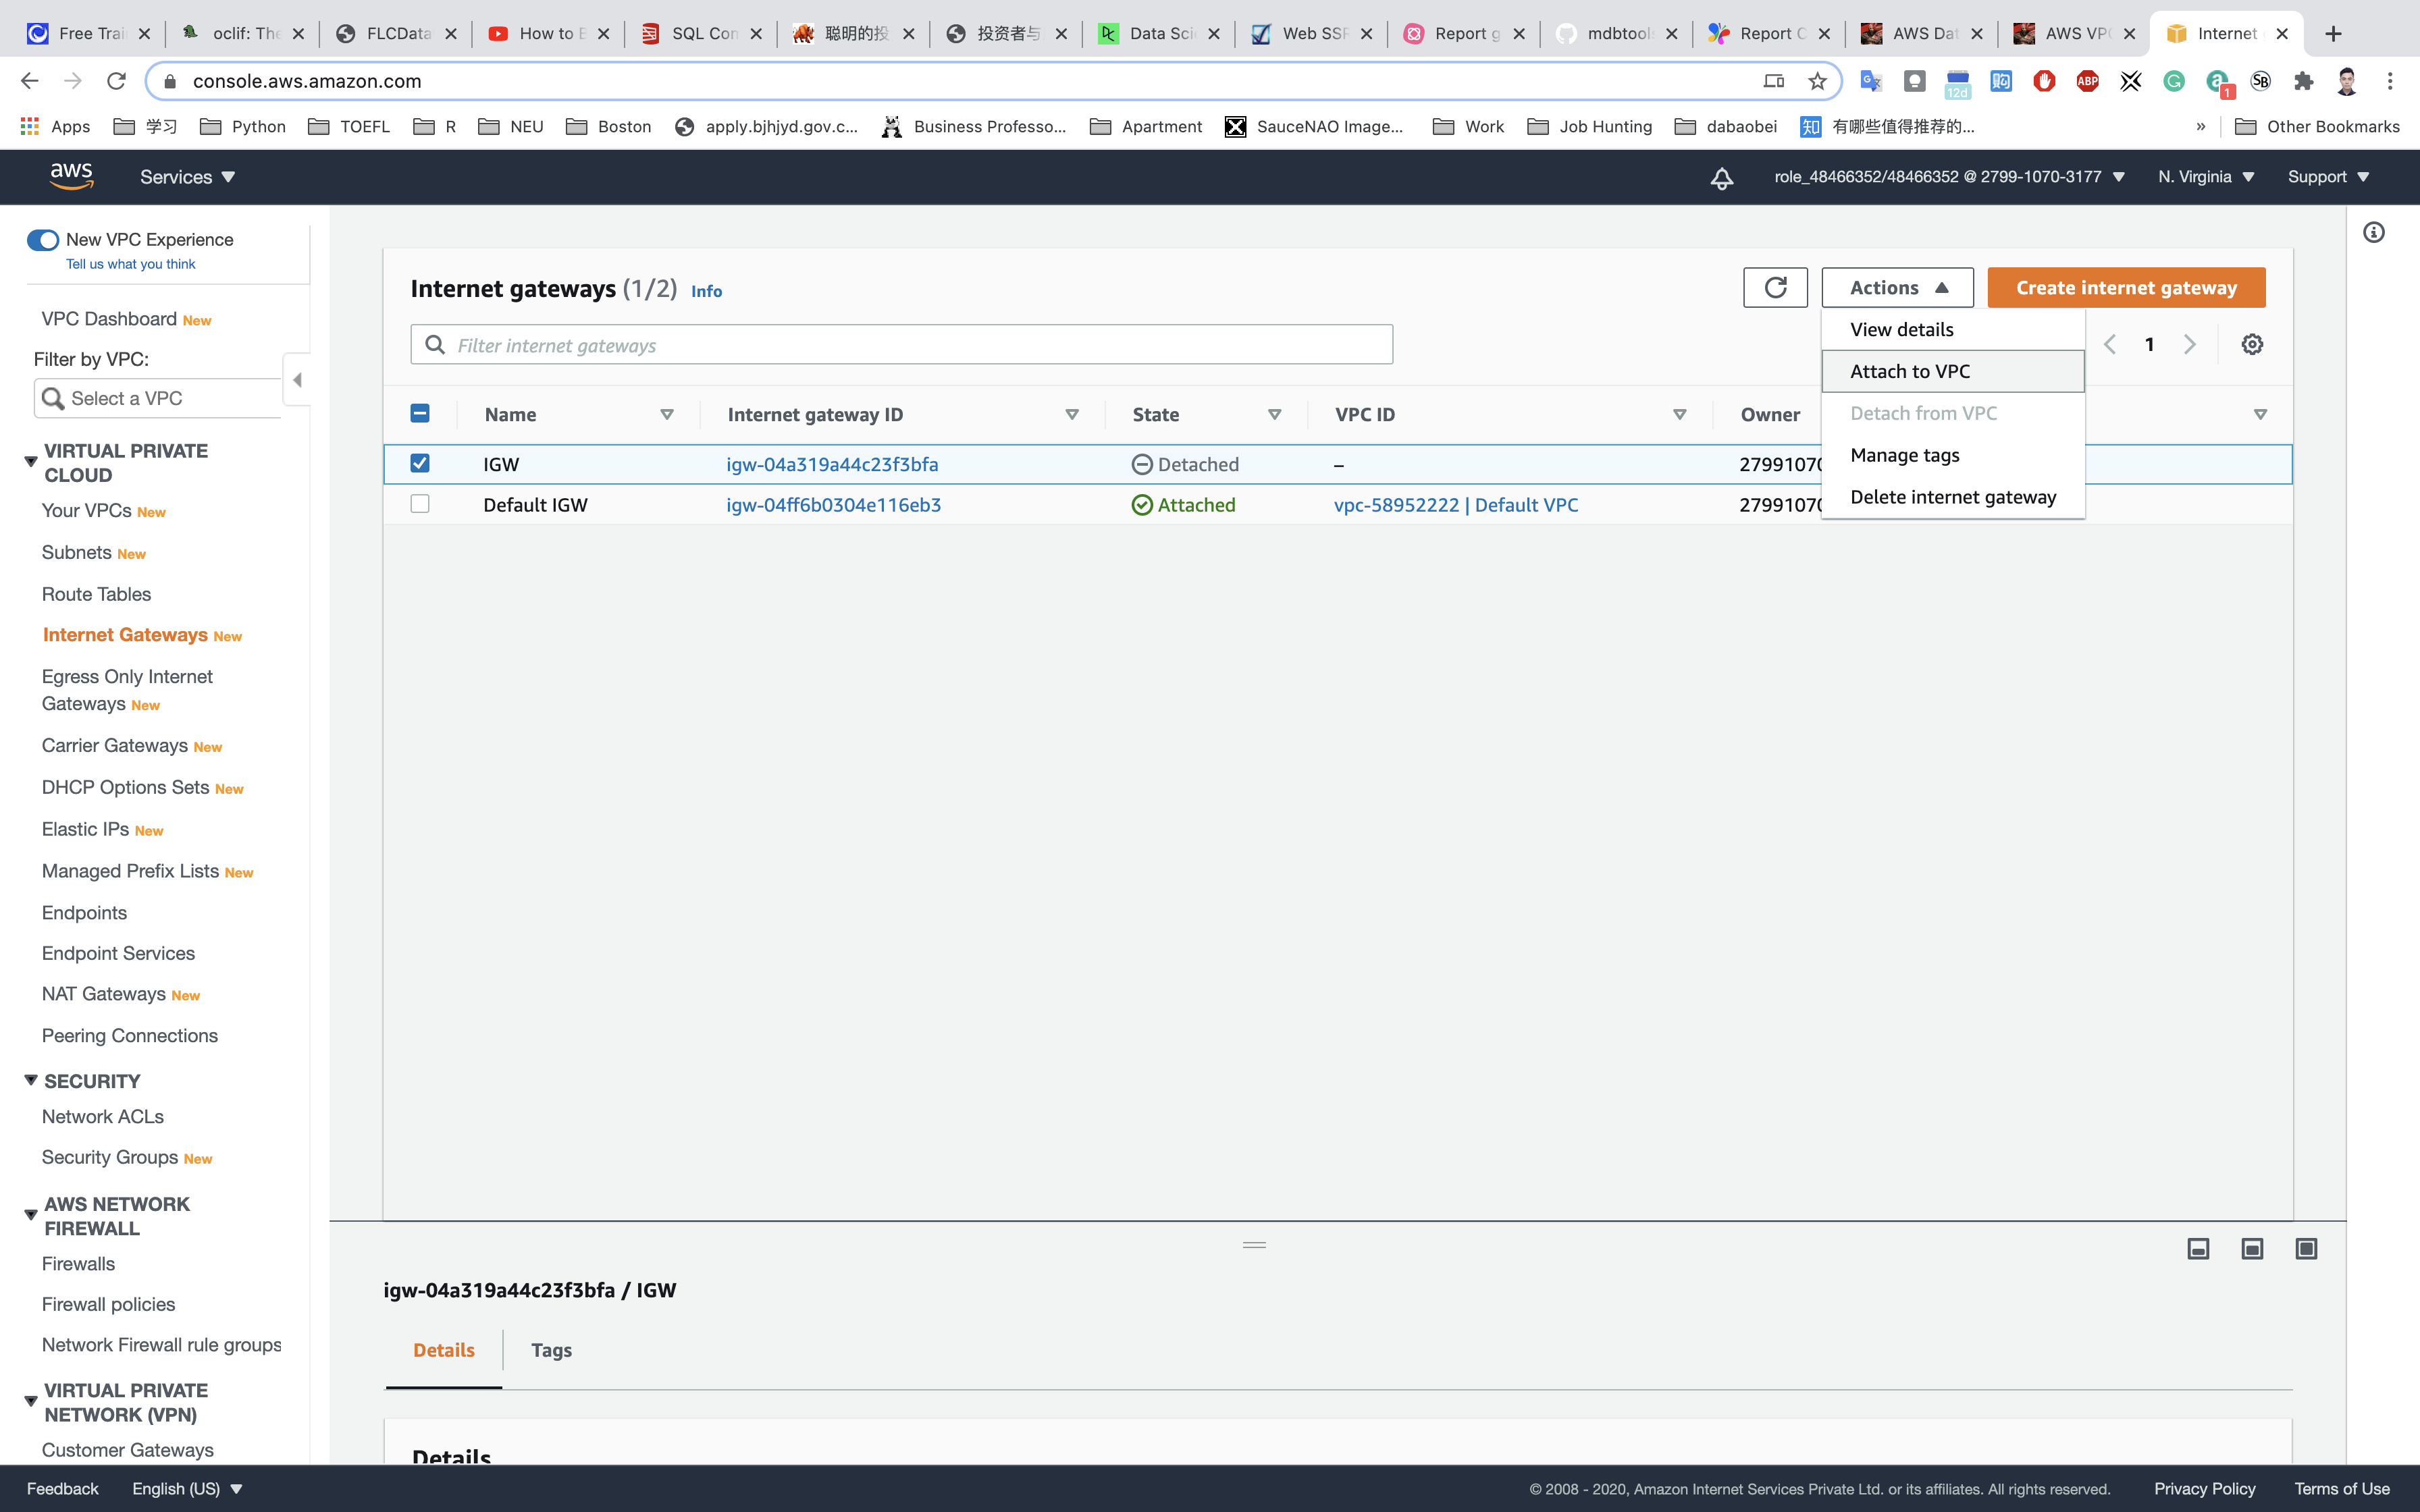 Free Trai
oclif: The
FLCData
How to E
SQL Con
聪明的投
投资者与
Data Sci
Web SSF
Report g
mdbtools
Report C
AWS Dat
AWS VPC
Internet
console.aws.amazon.com
12d
ABP
1
SB
Apps
学习
Python
TOEFL
R
NEU
Boston
apply.bjhjyd.gov.c...
Business Professo...
Apartment
SauceNAO Image...
Work
Job Hunting
dabaobei
知 有哪些值得推荐的...
»
Other Bookmarks
aws
Services
role_48466352/48466352 @ 2799-1070-3177
N. Virginia
Support
New VPC Experience
Tell us what you think
VPC Dashboard New
Filter by VPC:
Select a VPC
VIRTUAL PRIVATE
CLOUD
Your VPCs New
Subnets New
Route Tables
Internet Gateways New
Egress Only Internet
Gateways New
Carrier Gateways New
DHCP Options Sets New
Elastic IPs New
Managed Prefix Lists New
Endpoints
Endpoint Services
NAT Gateways New
Peering Connections
SECURITY
Network ACLs
Security Groups New
AWS NETWORK
FIREWALL
Firewalls
Firewall policies
Network Firewall rule groups
VIRTUAL PRIVATE
NETWORK (VPN)
Customer Gateways
Internet gateways (1/2) Info
Actions
Create internet gateway
Filter internet gateways
View details
Attach to VPC
Detach from VPC
Manage tags
Delete internet gateway
1
Name Internet gateway ID State VPC ID Owner
IGW igw-04a319a44c23f3bfa Detached – 27991070
Default IGW igw-04ff6b0304e116eb3 Attached vpc-58952222 | Default VPC 27991070
igw-04a319a44c23f3bfa / IGW
Details Tags
Details
Feedback English (US)
© 2008 - 2020, Amazon Internet Services Private Ltd. or its affiliates. All rights reserved. Privacy Policy Terms of Use